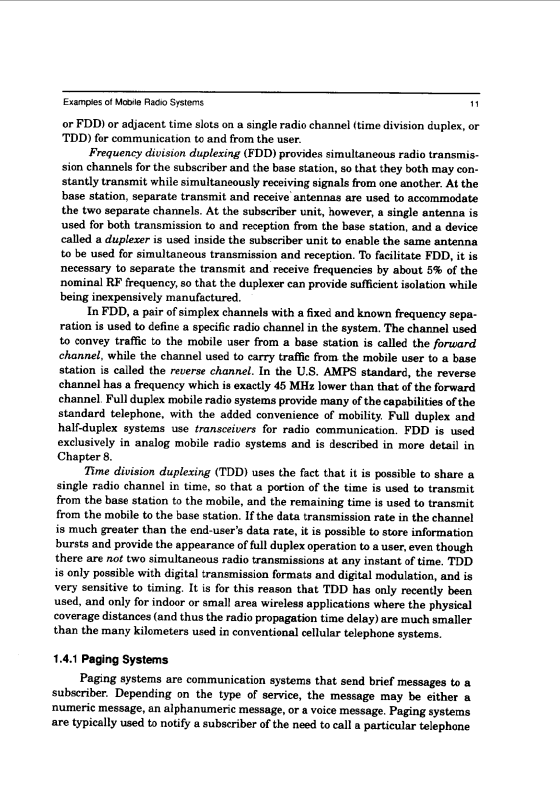 Examples of Mobile Radio Systems 11
or FDD) or adjacent time slots on a single radio channel (time division duplex, or
TDD) for communication to and from the user.
Frequency division duplexing (FDD) provides simultaneous radio transmis-
sion channels for the subscriber and the base station, so that they both may con-
stantly transmit while simultaneously receiving signals from one another. At the
base station, separate transmit and receive antennas are used to accommodate
the two separate channels. At the subscriber unit, however, a single antenna is
used for both transmission to and reception from the base station, and a device
called a duplexer is used inside the subscriber unit to enable the same antenna
to be used for simultaneous transmission and reception. To facilitate FDD, it is
necessary to separate the transmit and receive frequencies by about 5% of the
nominal RF frequency, so that the duplexer can provide sufficient isolation while
being inexpensively manufactured.
In FDD, a pair of simplex channels with a fixed and known frequency sepa-
ration is used to define a specific radio channel in the system. The channel used
to convey traffic to the mobile user from a base station is called the forward
channel, while the channel used to carry traffic from the mobile user to a base
station is called the reverse channel. In the U.S. AMPS standard, the reverse
channel has a frequency which is exactly 45 MHz lower than that of the forward
channel. Full duplex mobile radio systems provide many of the capabilities of the
standard telephone, with the added convenience of mobility. Full duplex and
half-duplex systems use transceivers for radio communication. FDD is used
exclusively in analog mobile radio systems and is described in more detail in
Chapter 8.
Time division duplexing (TDD) uses the fact that it is possible to share a
single radio channel in time, so that a portion of the time is used to transmit
from the base station to the mobile, and the remaining time is used to transmit
from the mobile to the base station. If the data transmission rate in the channel
is much greater than the end-user's data rate, it is possible to store information
bursts and provide the appearance of full duplex operation to a user, even though
there are not two simultaneous radio transmissions at any instant of time. TDD
is only possible with digital transmission formats and digital modulation, and is
very sensitive to timing. It is for this reason that TDD has only recently been
used, and only for indoor or small area wireless applications where the physical
coverage distances (and thus the radio propagation time delay) are much smaller
than the many kilometers used in conventional cellular telephone systems.
1.4.1 Paging Systems
Paging systems are communication systems that send brief messages to a
subscriber. Depending on the type of service, the message may be either a
numeric message, an alphanumeric message, or a voice message. Paging systems
are typically used to notify a subscriber of the need to call a particular telephone